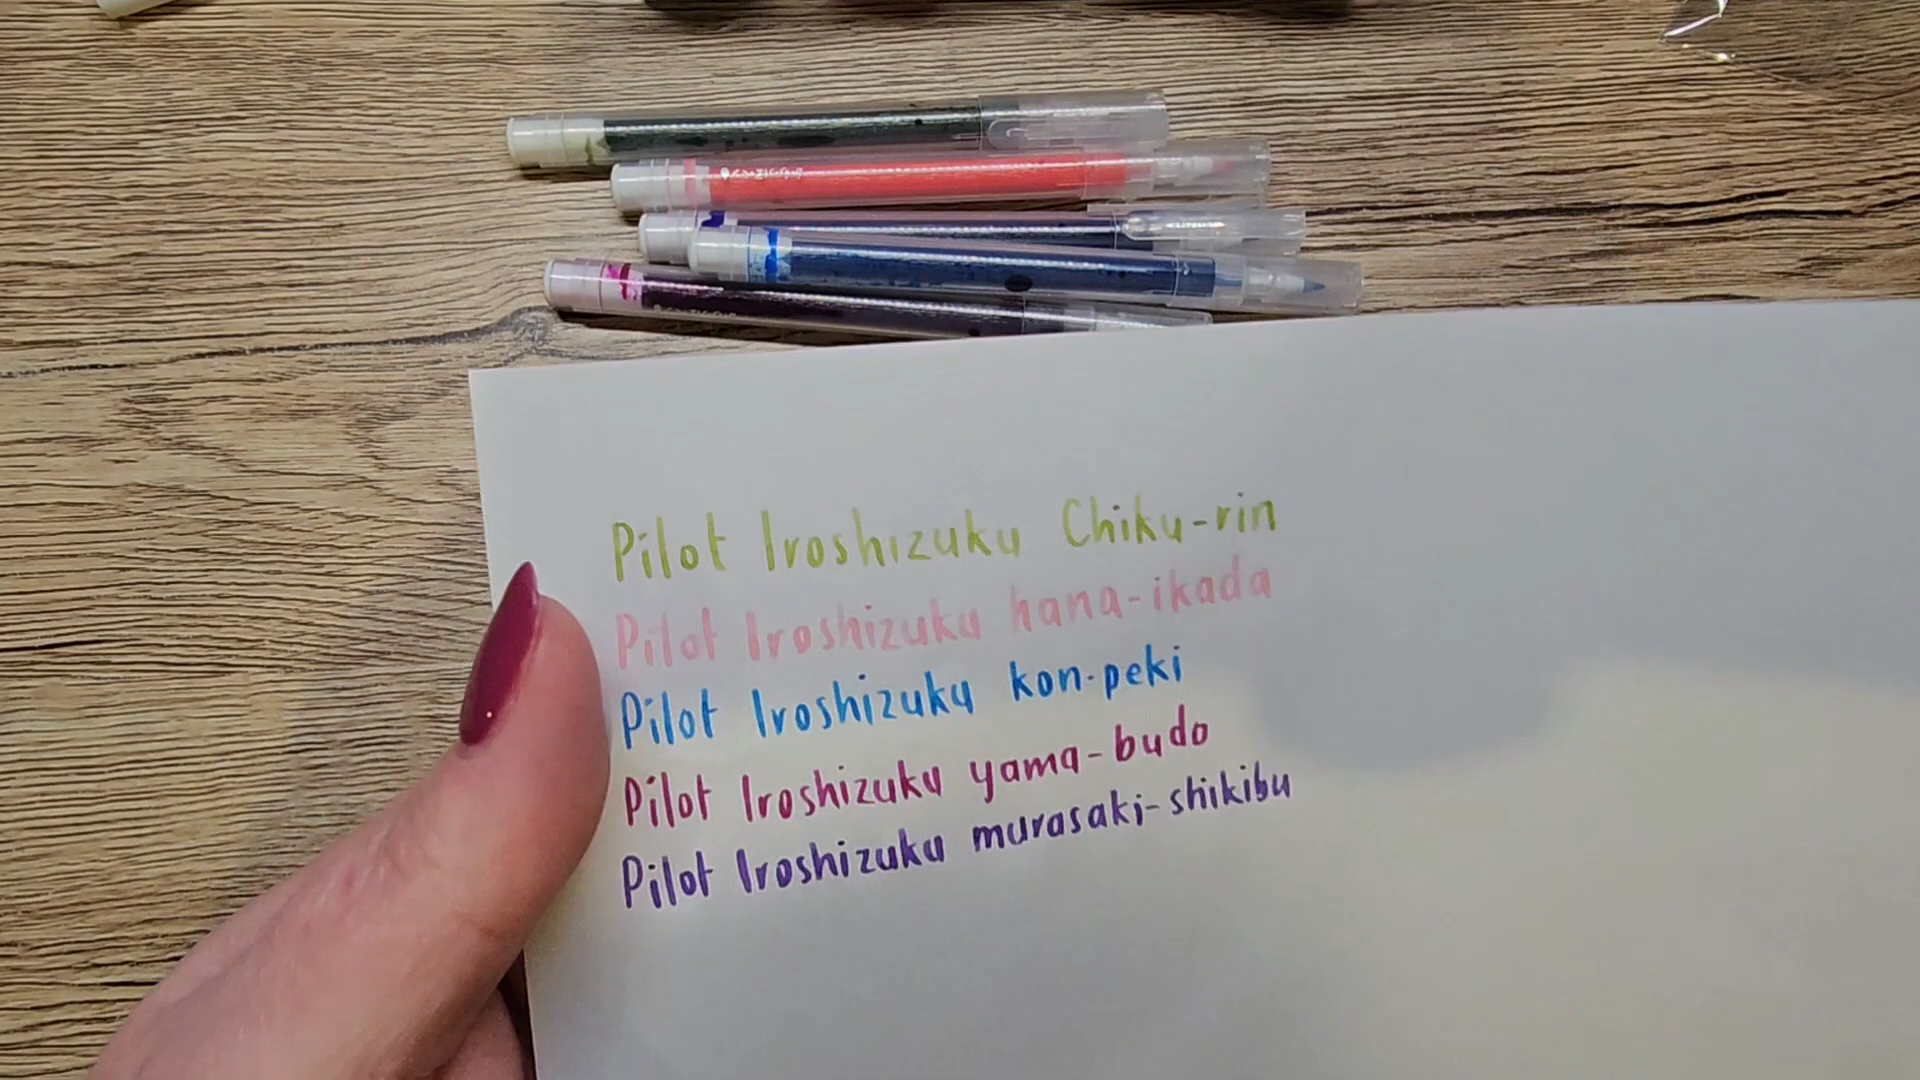 Pilot Iroshizuku Chiku-rin
Pilot Iroshizuku hana-ikada
Pilot Iroshizuku kon-peki
Pilot Iroshizuku yama-budo
Pilot Iroshizuku murasaki-shikibu